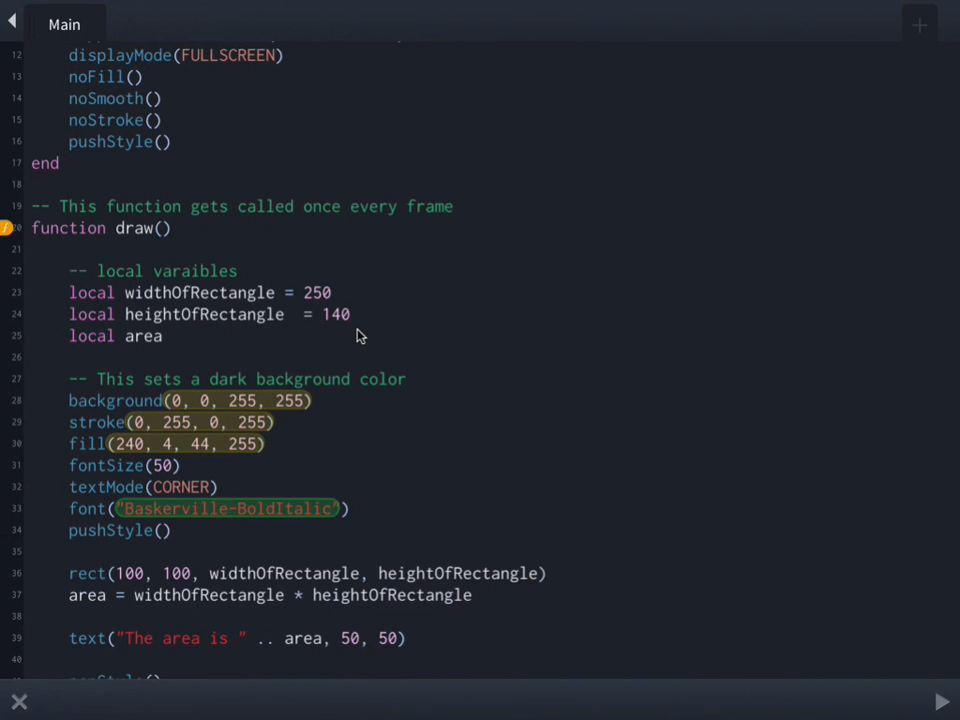 Main
12 displayMode(FULLSCREEN)
13 noFill()
14 noSmooth()
15 noStroke()
16 pushStyle()
17 end
18
19 -- This function gets called once every frame
20 function draw()
21
22 -- local varaibles
23 local widthOfRectangle = 250
24 local heightOfRectangle  = 140
25 local area
26
27 -- This sets a dark background color
28 background(0, 0, 255, 255)
29 stroke(0, 255, 0, 255)
30 fill(240, 4, 44, 255)
31 fontSize(50)
32 textMode(CORNER)
33 font("Baskerville-BoldItalic")
34 pushStyle()
35
36 rect(100, 100, widthOfRectangle, heightOfRectangle)
37 area = widthOfRectangle * heightOfRectangle
38
39 text("The area is " .. area, 50, 50)
40